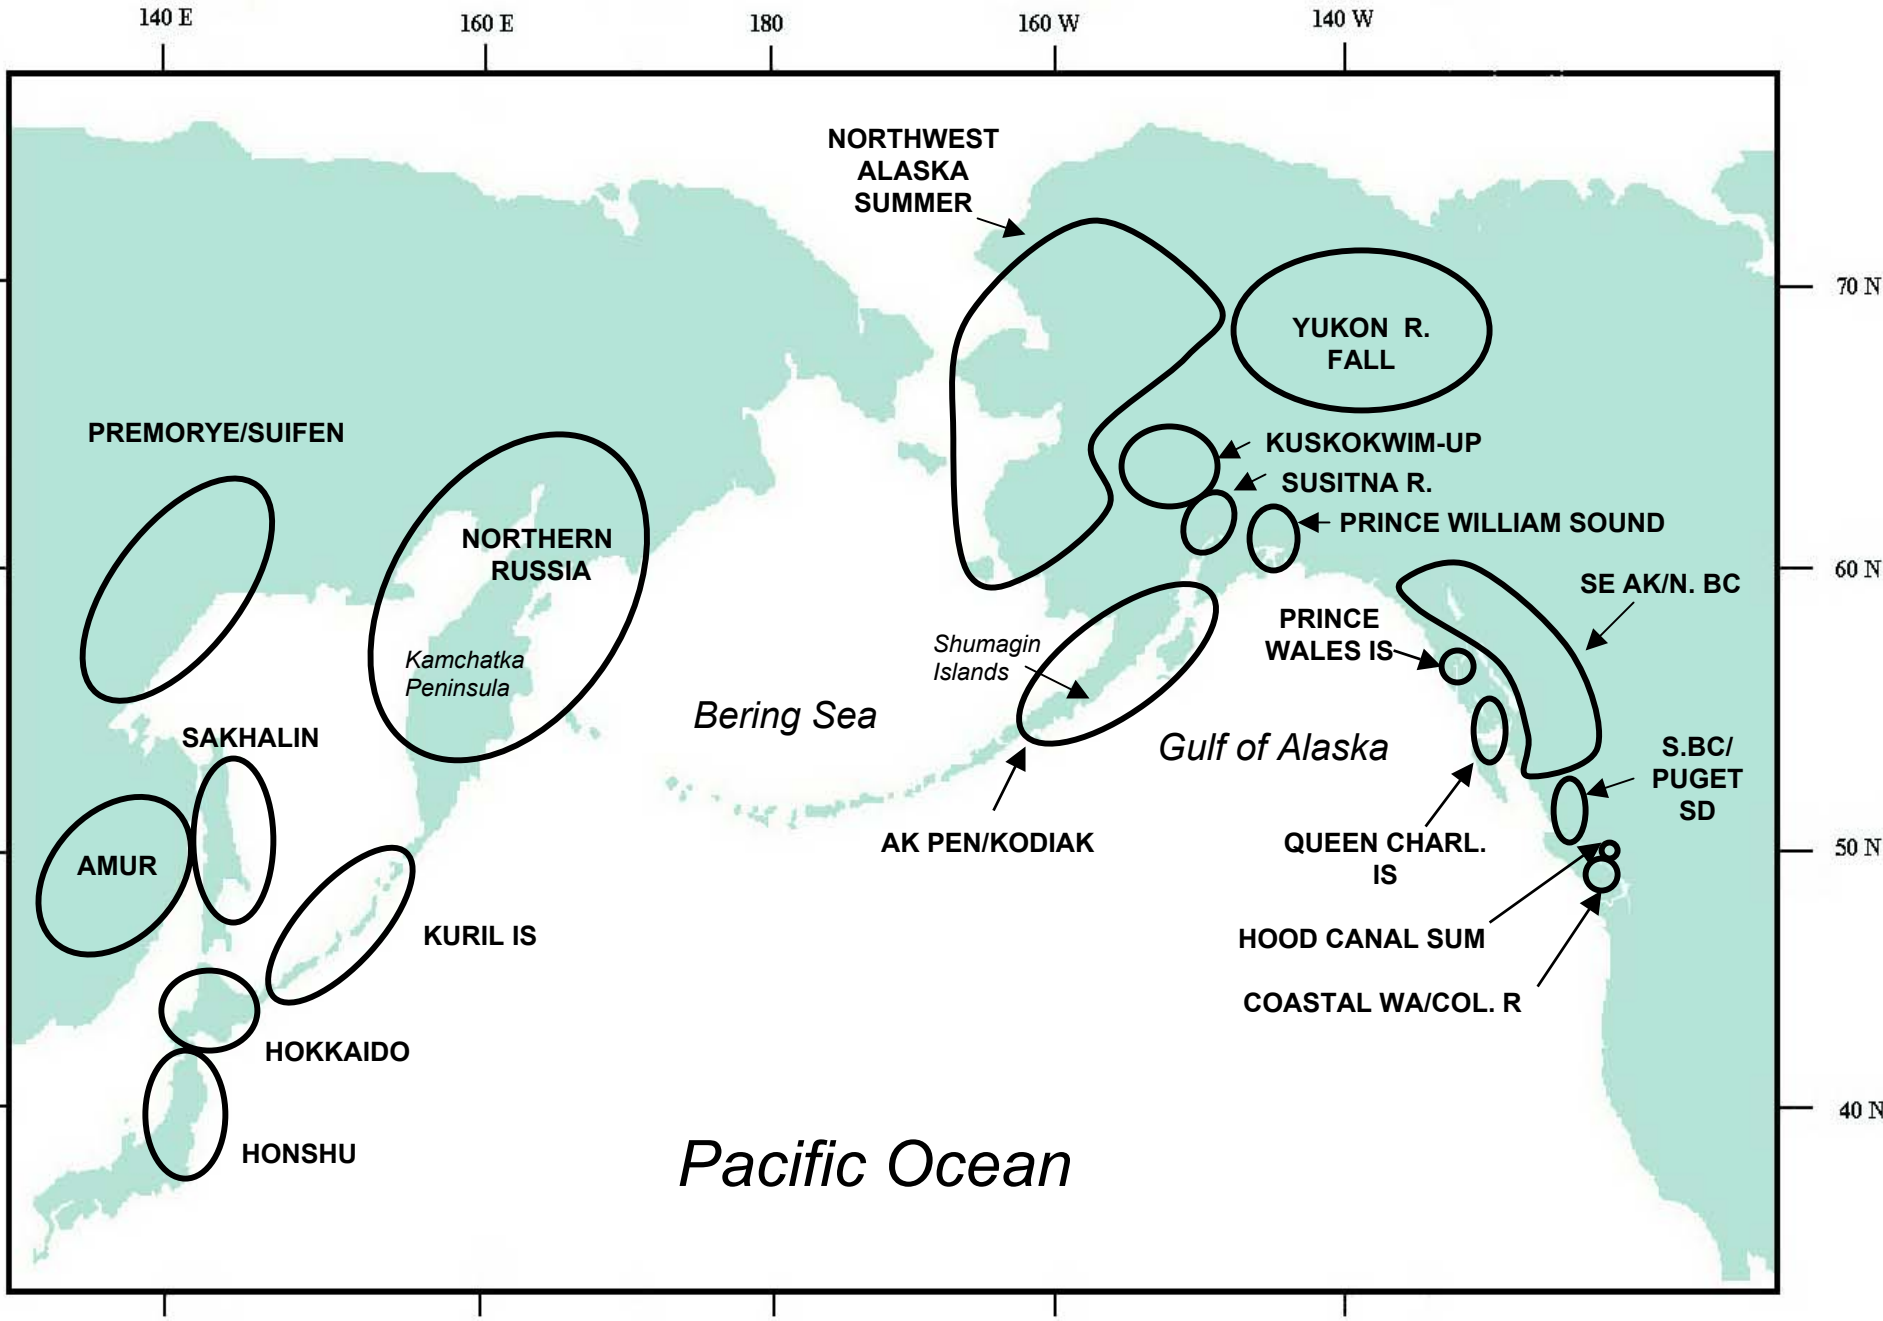 140 E
160 E
180
160 W
140 W
NORTHWEST
ALASKA
SUMMER
70 N
YUKON R.
FALL
PREMORYE/SUIFEN
KUSKOKWIM-UP
SUSITNA R.
PRINCE WILLIAM SOUND
NORTHERN
RUSSIA
60 N
SE AK/N. BC
PRINCE
WALES IS
Shumagin
Islands
Kamchatka
Peninsula
Bering Sea
Gulf of Alaska
SAKHALIN
S.BC/
PUGET
SD
AK PEN/KODIAK
QUEEN CHARL.
IS
50 N
AMUR
KURIL IS
HOOD CANAL SUM
COASTAL WA/COL. R
HOKKAIDO
40 N
HONSHU
Pacific Ocean